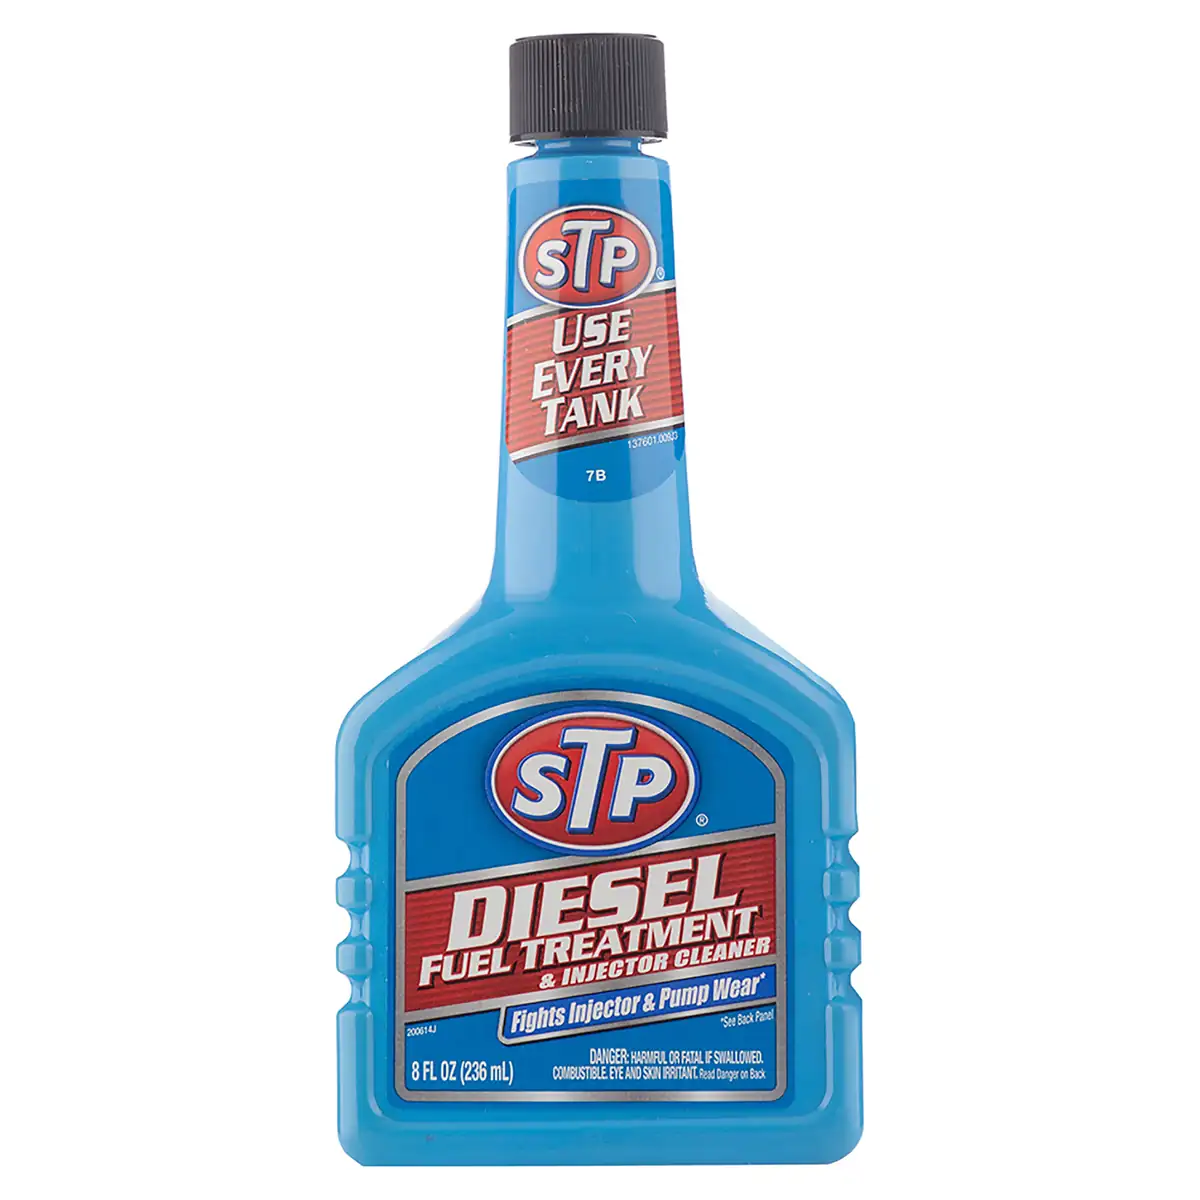 STP
®
USE
EVERY
TANK
7B
STP
®
DIESEL
FUEL TREATMENT
& INJECTOR CLEANER
Fights Injector & Pump Wear*
*See Back Panel
200614J
DANGER: HARMFUL OR FATAL IF SWALLOWED.
COMBUSTIBLE. EYE AND SKIN IRRITANT. Read Danger on Back
8 FL OZ (236 mL)